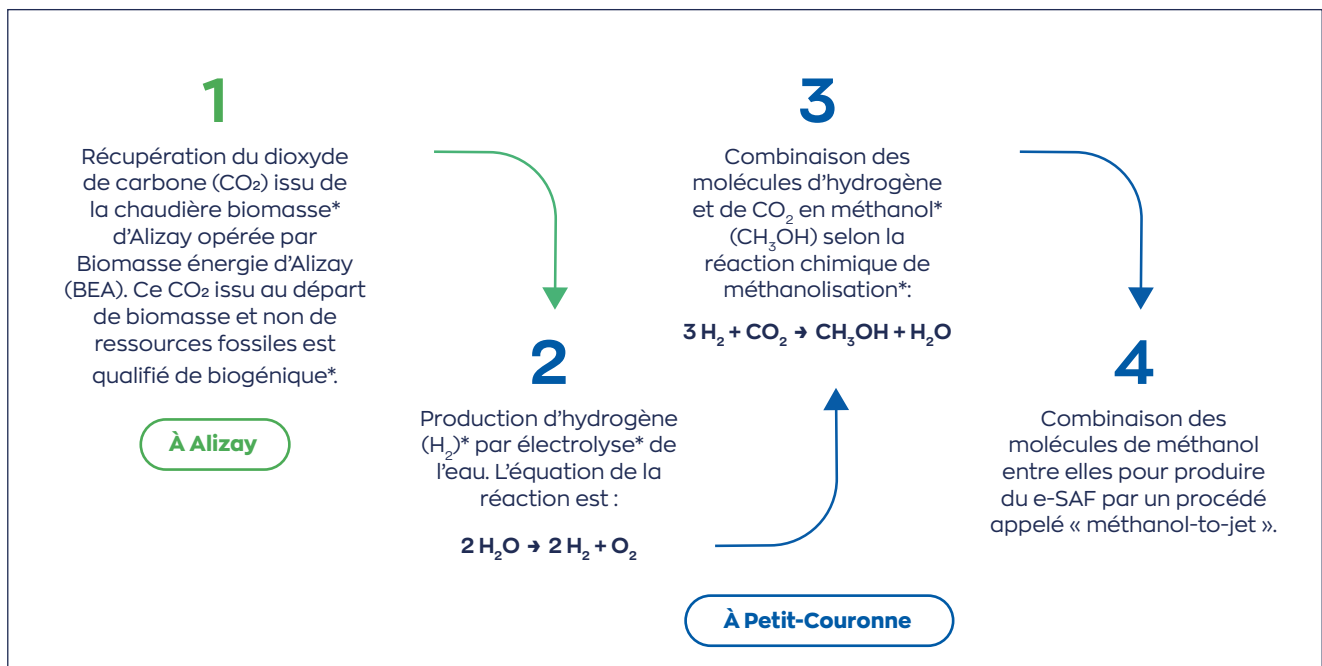 1
Récupération du dioxyde
de carbone (CO₂) issu de
la chaudière biomasse*
d’Alizay opérée par
Biomasse énergie d’Alizay
(BEA). Ce CO₂ issu au départ
de biomasse et non de
ressources fossiles est
qualifié de biogénique*.
À Alizay
2
Production d’hydrogène
(H₂)* par électrolyse* de
l’eau. L’équation de la
réaction est :
2 H₂O → 2 H₂ + O₂
3
Combinaison des
molécules d’hydrogène
et de CO₂ en méthanol*
(CH₃OH) selon la
réaction chimique de
méthanolisation*:
3 H₂ + CO₂ → CH₃OH + H₂O
À Petit-Couronne
4
Combinaison des
molécules de méthanol
entre elles pour produire
du e-SAF par un procédé
appelé « méthanol-to-jet ».